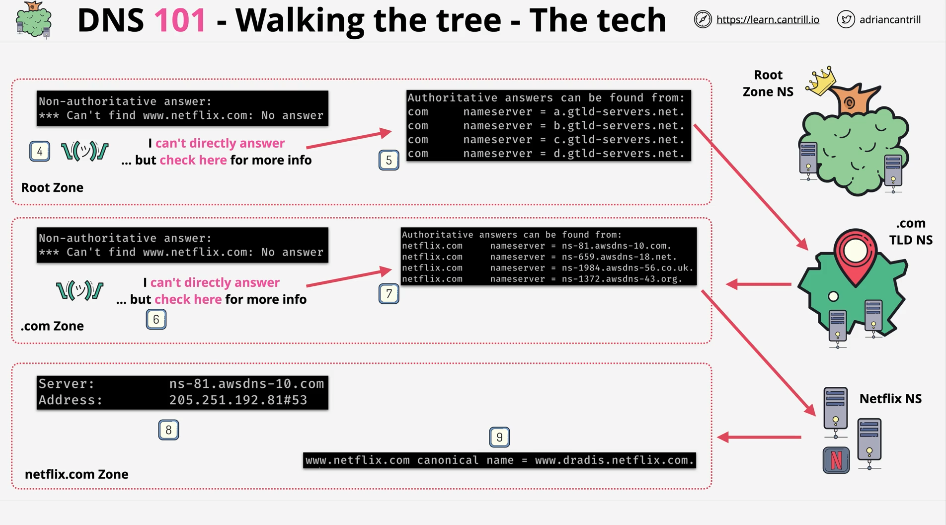 DNS 101 - Walking the tree - The tech
https://learn.cantrill.io
adriancantrill
Root
Zone NS
Non-authoritative answer:
*** Can't find www.netflix.com: No answer
Authoritative answers can be found from:
com nameserver = a.gtld-servers.net.
com nameserver = b.gtld-servers.net.
com nameserver = c.gtld-servers.net.
com nameserver = d.gtld-servers.net.
4
¯\_(ツ)_/¯
I can't directly answer
... but check here for more info
5
Root Zone
.com
TLD NS
Non-authoritative answer:
*** Can't find www.netflix.com: No answer
Authoritative answers can be found from:
netflix.com nameserver = ns-81.awsdns-10.com.
netflix.com nameserver = ns-659.awsdns-18.net.
netflix.com nameserver = ns-1984.awsdns-56.co.uk.
netflix.com nameserver = ns-1372.awsdns-43.org.
¯\_(ツ)_/¯
I can't directly answer
... but check here for more info
7
6
.com Zone
Server: ns-81.awsdns-10.com
Address: 205.251.192.81#53
Netflix NS
8
9
N
www.netflix.com canonical name = www.dradis.netflix.com.
netflix.com Zone